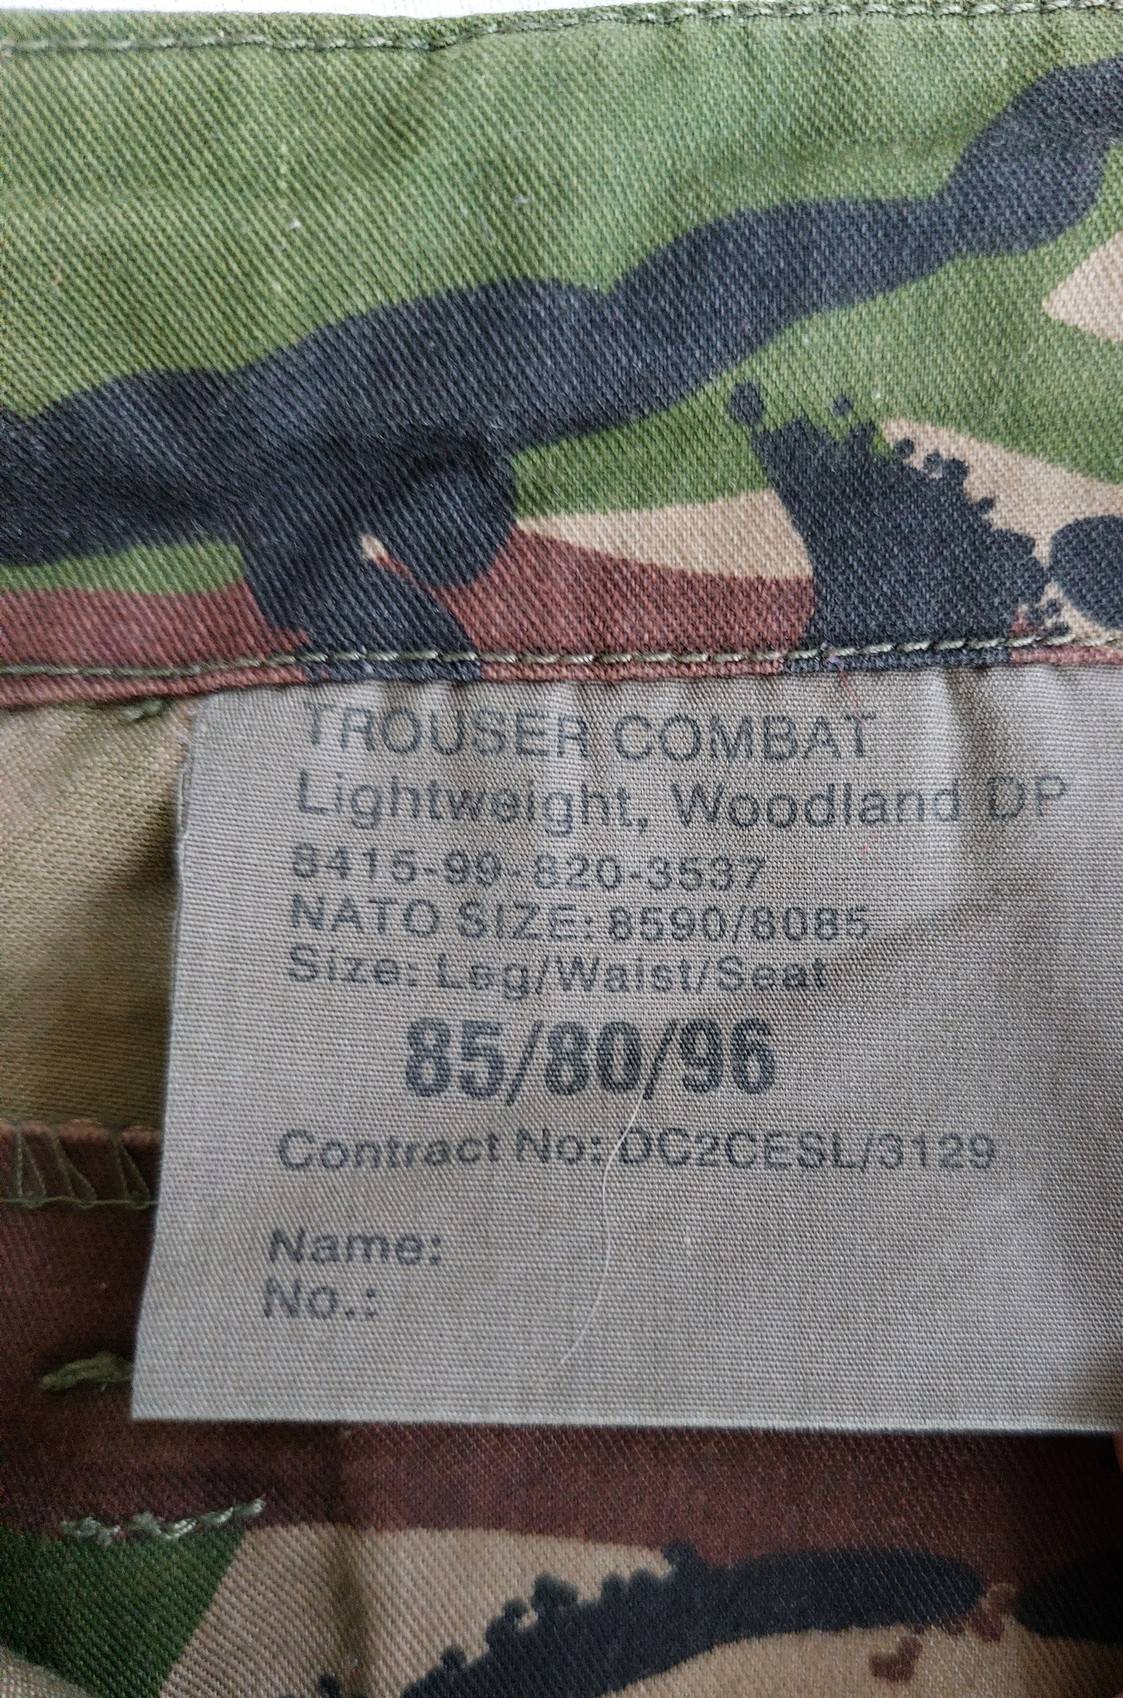 TROUSER COMBAT
Lightweight, Woodland DP
8415-99-820-3537
NATO SIZE: 8590/8085
Size: Leg/Waist/Seat
85/80/96
Contract No: DC2CESL/3129
Name:
No.: